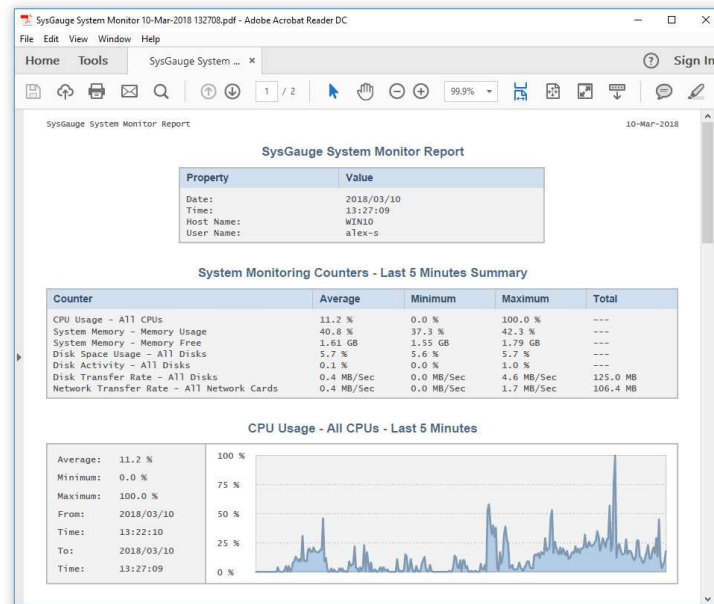 SysGauge System Monitor 10-Mar-2018 132708.pdf - Adobe Acrobat Reader DC
File Edit View Window Help
Home Tools SysGauge System ... × ? Sign In
1 / 2 99.9%
SysGauge System Monitor Report 10-Mar-2018
SysGauge System Monitor Report
Property Value
Date: 2018/03/10
Time: 13:27:09
Host Name: WIN10
User Name: alex-s
System Monitoring Counters - Last 5 Minutes Summary
Counter Average Minimum Maximum Total
CPU Usage - All CPUs 11.2 % 0.0 % 100.0 % ---
System Memory - Memory Usage 40.8 % 37.3 % 42.3 % ---
System Memory - Memory Free 1.61 GB 1.55 GB 1.79 GB ---
Disk Space Usage - All Disks 5.7 % 5.6 % 5.7 % ---
Disk Activity - All Disks 0.1 % 0.0 % 1.0 % ---
Disk Transfer Rate - All Disks 0.4 MB/Sec 0.0 MB/Sec 4.6 MB/Sec 125.0 MB
Network Transfer Rate - All Network Cards 0.4 MB/Sec 0.0 MB/Sec 1.7 MB/Sec 106.4 MB
CPU Usage - All CPUs - Last 5 Minutes
Average: 11.2 %
Minimum: 0.0 %
Maximum: 100.0 %
From: 2018/03/10
Time: 13:22:10
To: 2018/03/10
Time: 13:27:09
100 %
75 %
50 %
25 %
0 %